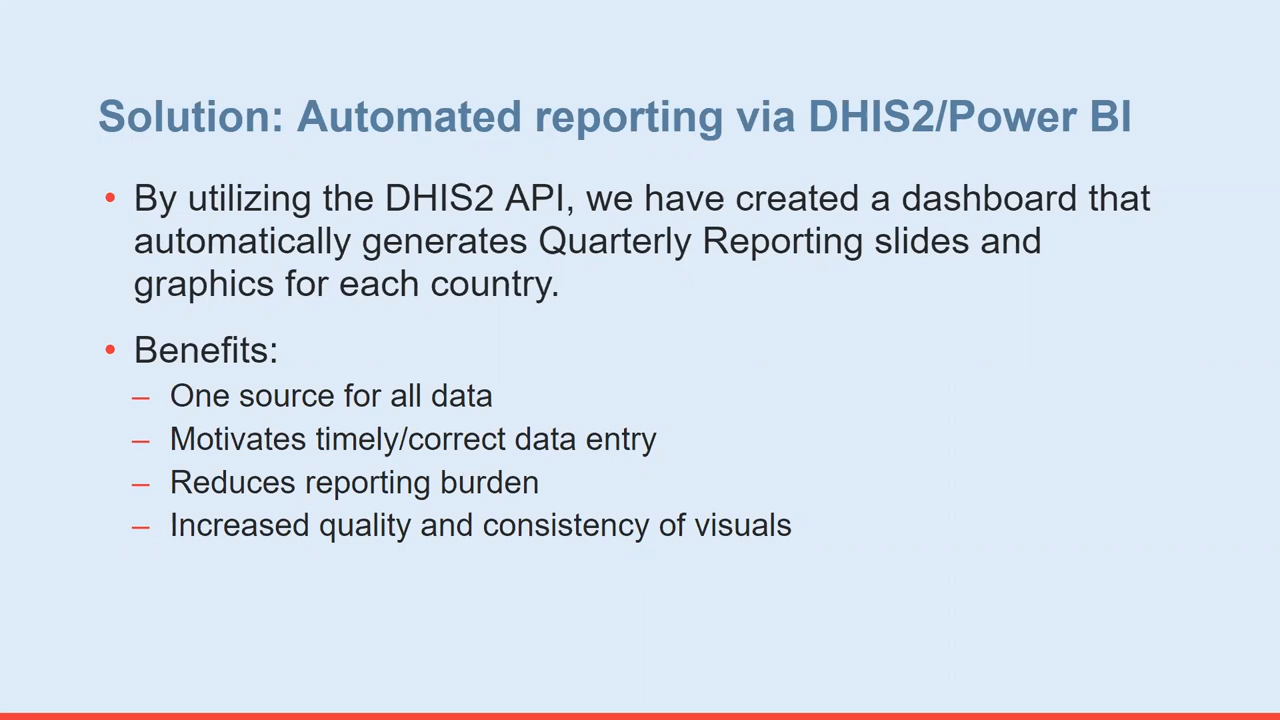 Solution: Automated reporting via DHIS2/Power BI
• By utilizing the DHIS2 API, we have created a dashboard that
automatically generates Quarterly Reporting slides and
graphics for each country.
• Benefits:
– One source for all data
– Motivates timely/correct data entry
– Reduces reporting burden
– Increased quality and consistency of visuals